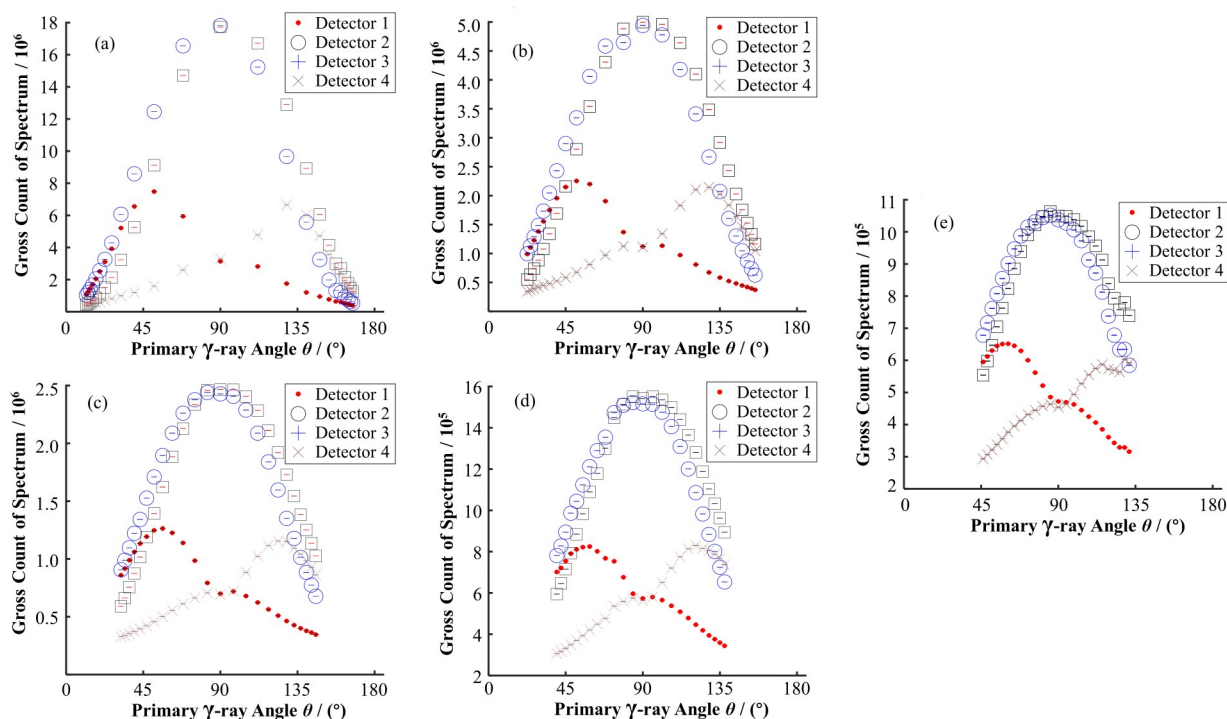 (a)
Gross Count of Spectrum / 10⁶
18
16
14
12
10
8
6
4
2
0 45 90 135 180
Primary γ-ray Angle θ / (°)
Detector 1
Detector 2
Detector 3
Detector 4
(b)
Gross Count of Spectrum / 10⁶
5.0
4.5
4.0
3.5
3.0
2.5
2.0
1.5
1.0
0.5
0 45 90 135 180
Primary γ-ray Angle θ / (°)
Detector 1
Detector 2
Detector 3
Detector 4
(c)
Gross Count of Spectrum / 10⁶
2.5
2.0
1.5
1.0
0.5
0 45 90 135 180
Primary γ-ray Angle θ / (°)
Detector 1
Detector 2
Detector 3
Detector 4
(d)
Gross Count of Spectrum / 10⁵
16
14
12
10
8
6
4
2
0 45 90 135 180
Primary γ-ray Angle θ / (°)
Detector 1
Detector 2
Detector 3
Detector 4
(e)
Gross Count of Spectrum / 10⁵
11
10
9
8
7
6
5
4
3
2
0 45 90 135 180
Primary γ-ray Angle θ / (°)
Detector 1
Detector 2
Detector 3
Detector 4